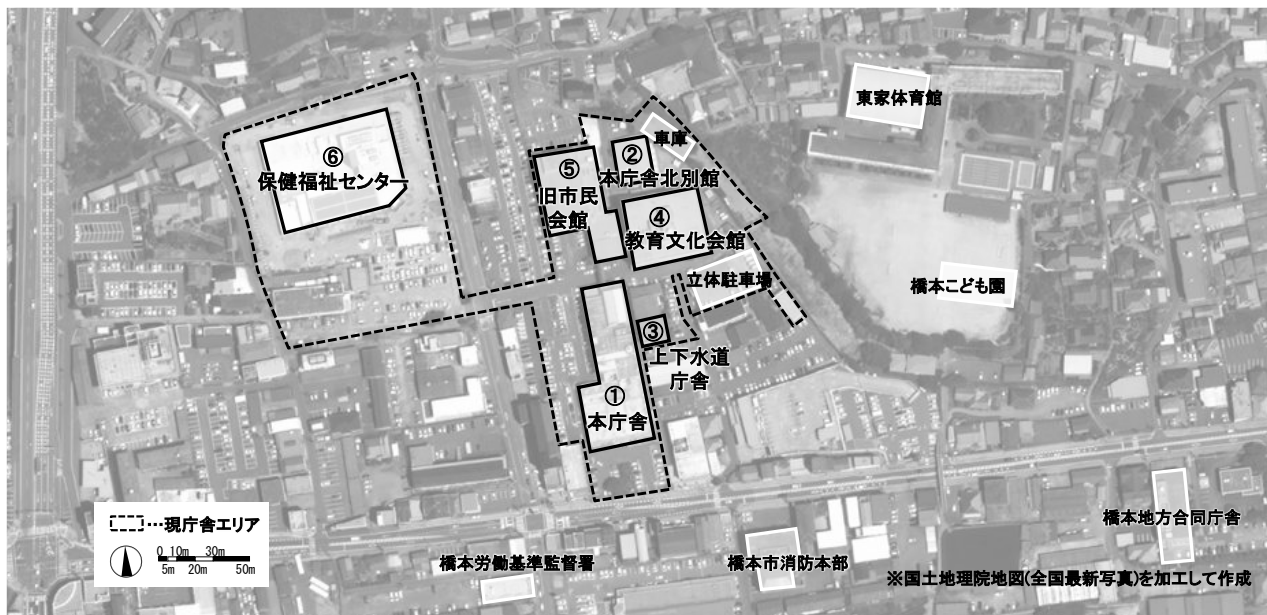 東家体育館
車庫
②
本庁舎北別館
⑥
保健福祉センター
⑤
旧市民
会館
④
教育文化会館
立体駐車場
橋本こども園
③
上下水道
庁舎
①
本庁舎
…現庁舎エリア
0 10m 30m
5m 20m 50m
橋本地方合同庁舎
橋本労働基準監督署
橋本市消防本部
※国土地理院地図(全国最新写真)を加工して作成